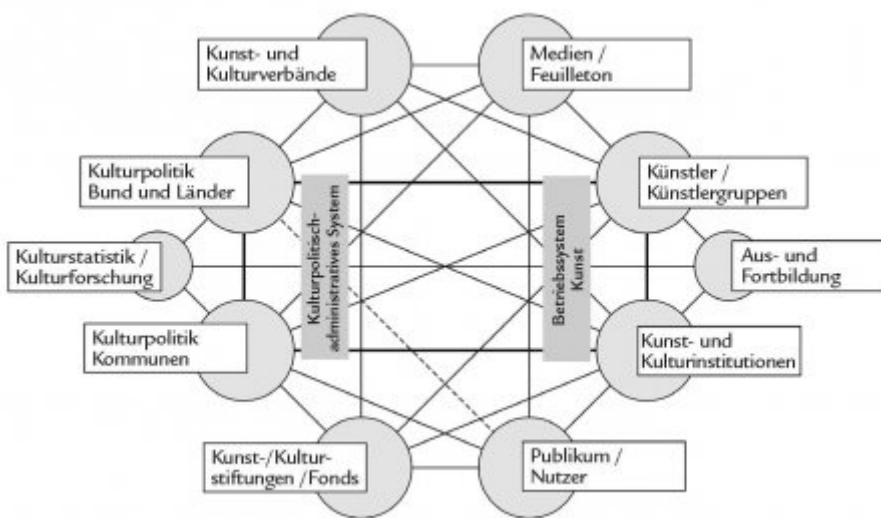 Kunst- und
Kulturverbände
Medien /
Feuilleton
Kulturpolitik
Bund und Länder
Künstler /
Künstlergruppen
Kulturpolitisch-
administratives System
Betriebssystem
Kunst
Kulturstatistik /
Kulturforschung
Aus- und
Fortbildung
Kulturpolitik
Kommunen
Kunst- und
Kulturinstitutionen
Kunst-/Kultur-
stiftungen /Fonds
Publikum /
Nutzer